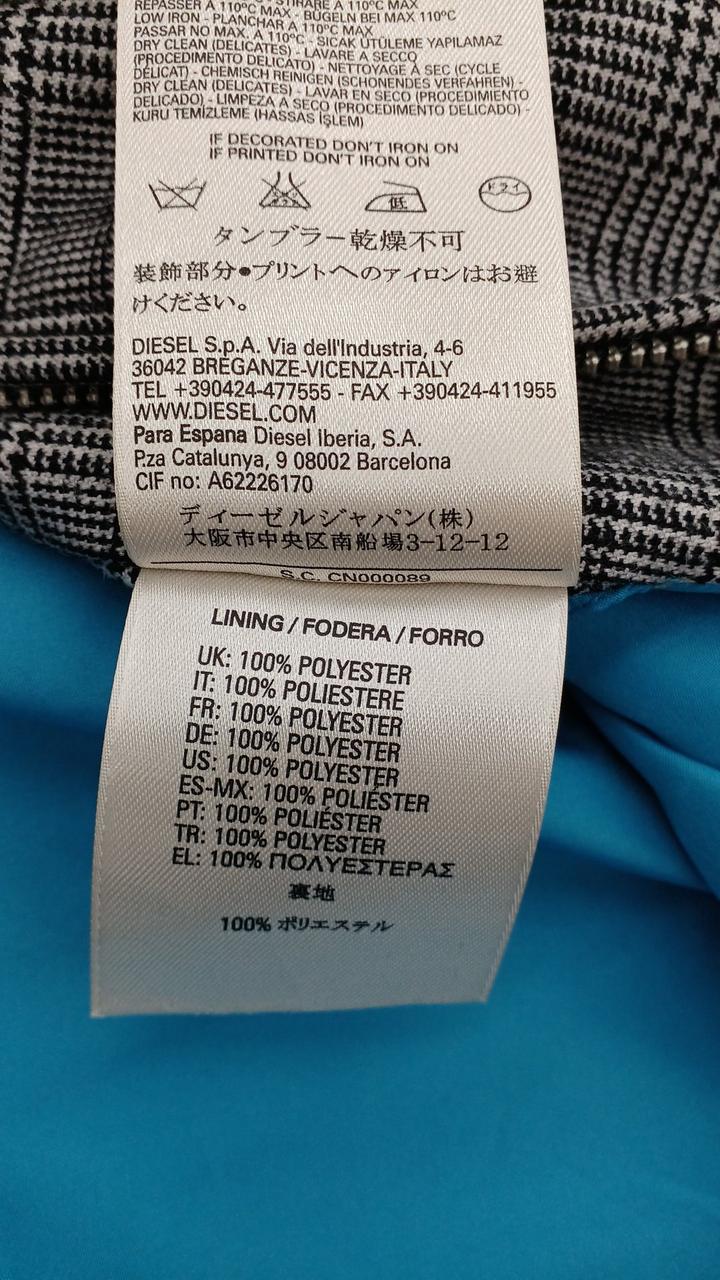 REPASSER A 110°C MAX - STIRARE A 110°C MAX
LOW IRON - PLANCHAR A 110°C MAX - BÜGELN BEI MAX 110°C
PASSAR NO MAX. A 110°C - SICAK ÜTÜLEME YAPILAMAZ
DRY CLEAN (DELICATES) - LAVARE A SECCO
(PROCEDIMENTO DELICATO) - NETTOYAGE À SEC (CYCLE
DÉLICAT) - CHEMISCH REINIGEN (SCHONENDES VERFAHREN) -
DRY CLEAN (DELICATES) - LAVAR EN SECO (PROCEDIMIENTO
DELICADO) - LIMPEZA A SECO (PROCEDIMENTO DELICADO) -
KURU TEMİZLEME (HASSAS İŞLEM)
IF DECORATED DON'T IRON ON
IF PRINTED DON'T IRON ON
低 ドライ
タンブラー乾燥不可
装飾部分●プリントへのアイロンはお避
けください。
DIESEL S.p.A. Via dell'Industria, 4-6
36042 BREGANZE-VICENZA-ITALY
TEL +390424-477555 - FAX +390424-411955
WWW.DIESEL.COM
Para Espana Diesel Iberia, S.A.
P.za Catalunya, 9 08002 Barcelona
CIF no: A62226170
ディーゼルジャパン(株)
大阪市中央区南船場3-12-12
S.C. CN000089
LINING / FODERA / FORRO
UK: 100% POLYESTER
IT: 100% POLIESTERE
FR: 100% POLYESTER
DE: 100% POLYESTER
US: 100% POLYESTER
ES-MX: 100% POLIÉSTER
PT: 100% POLIÉSTER
TR: 100% POLYESTER
EL: 100% ΠΟΛΥΕΣΤΕΡΑΣ
裏地
100% ポリエステル